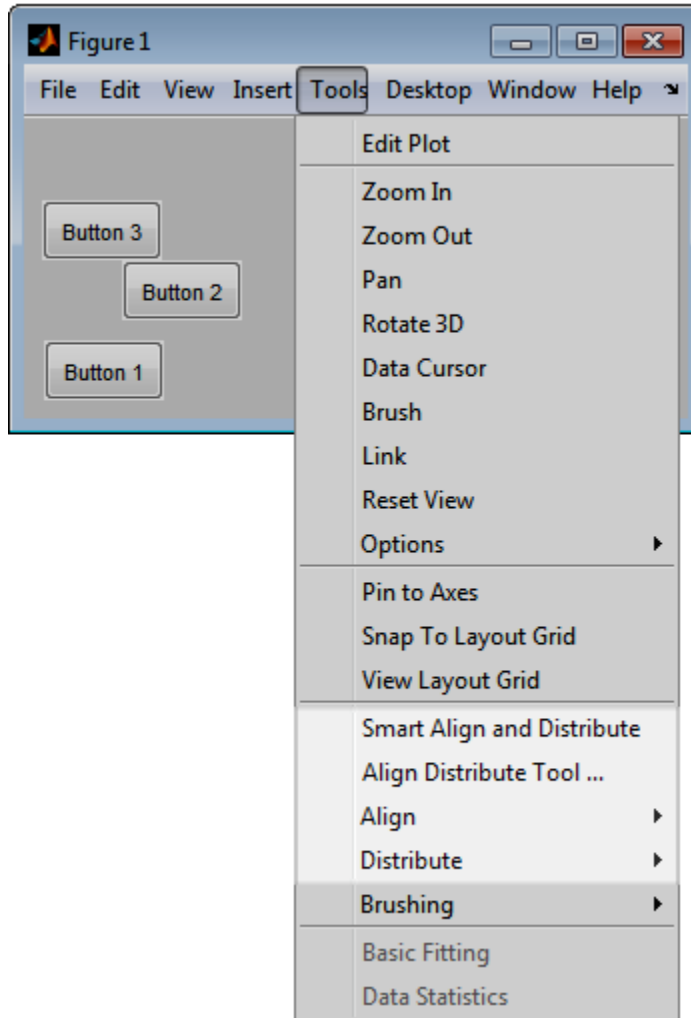 Figure 1
File Edit View Insert Tools Desktop Window Help
Button 3
Button 2
Button 1
Edit Plot
Zoom In
Zoom Out
Pan
Rotate 3D
Data Cursor
Brush
Link
Reset View
Options
Pin to Axes
Snap To Layout Grid
View Layout Grid
Smart Align and Distribute
Align Distribute Tool ...
Align
Distribute
Brushing
Basic Fitting
Data Statistics